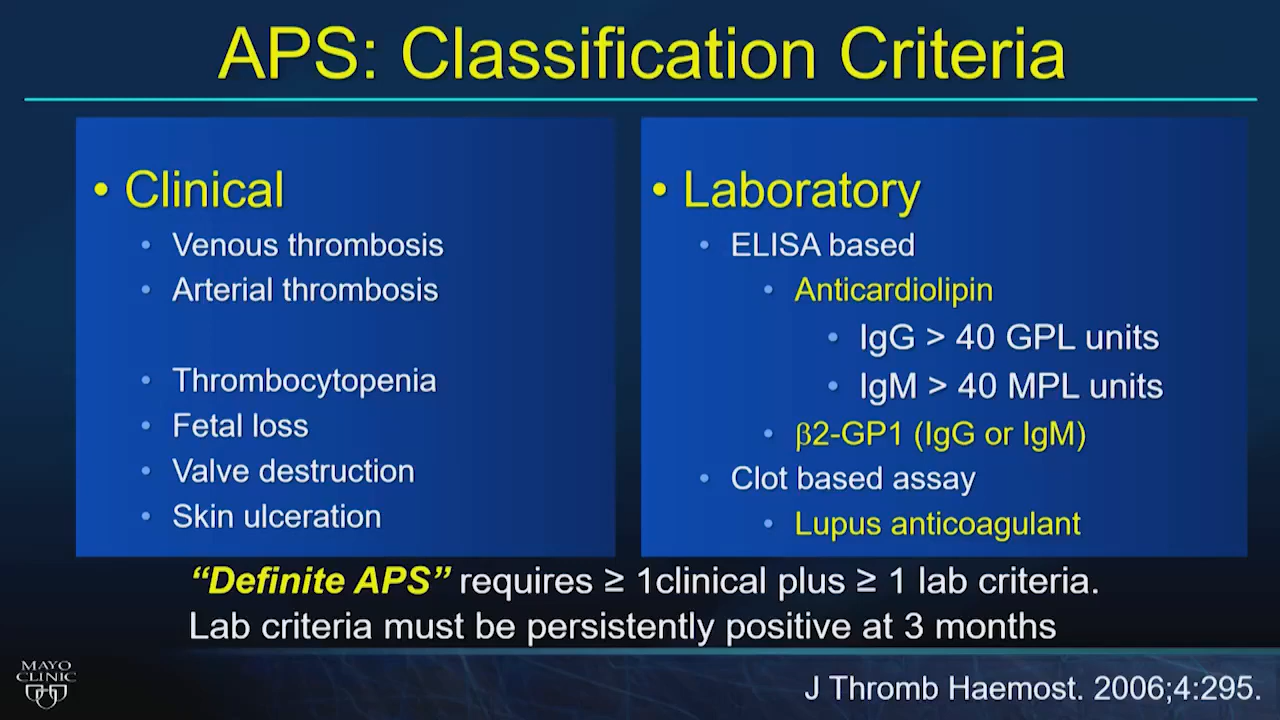 APS: Classification Criteria
• Clinical
• Venous thrombosis
• Arterial thrombosis
• Thrombocytopenia
• Fetal loss
• Valve destruction
• Skin ulceration
• Laboratory
• ELISA based
• Anticardiolipin
• IgG > 40 GPL units
• IgM > 40 MPL units
• β2-GP1 (IgG or IgM)
• Clot based assay
• Lupus anticoagulant
“Definite APS” requires ≥ 1clinical plus ≥ 1 lab criteria.
Lab criteria must be persistently positive at 3 months
MAYO
CLINIC
J Thromb Haemost. 2006;4:295.